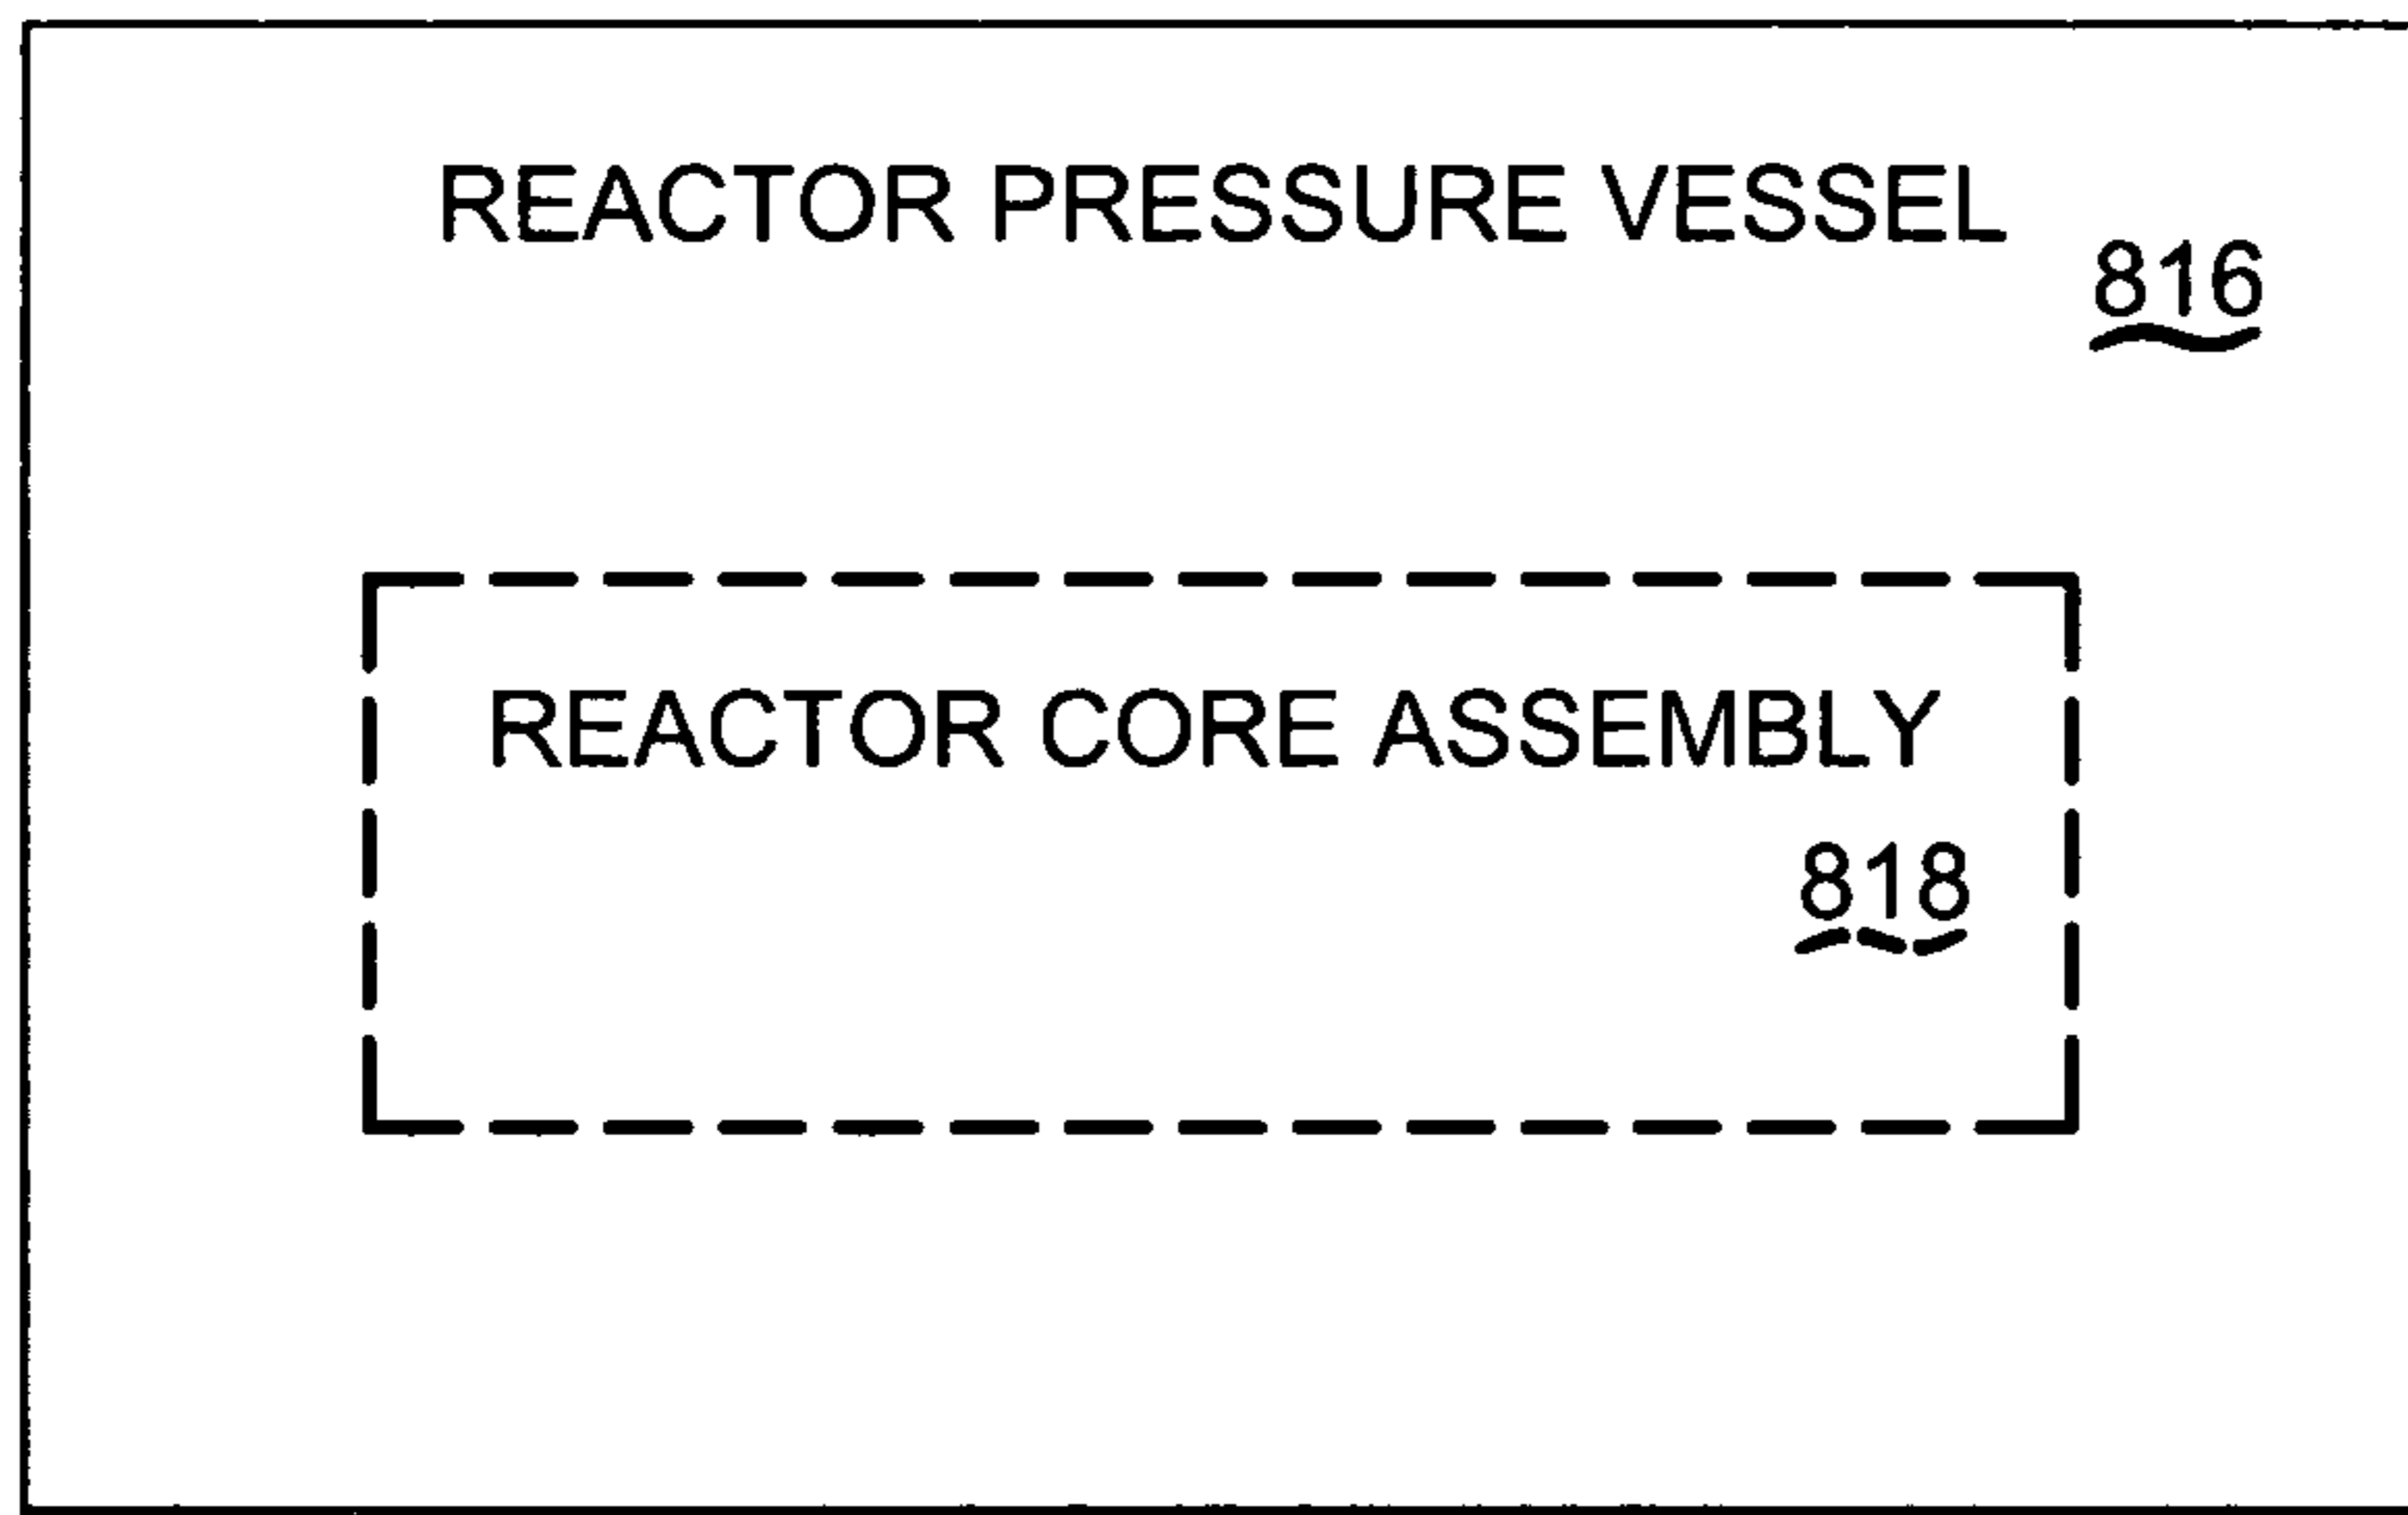 REACTOR PRESSURE VESSEL
816
REACTOR CORE ASSEMBLY
818